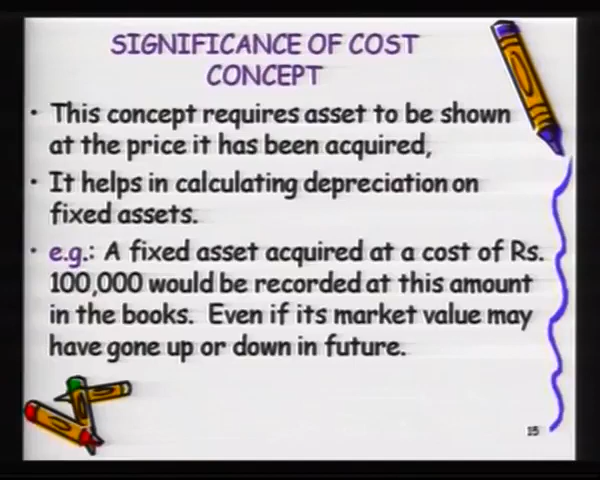 SIGNIFICANCE OF COST
CONCEPT
• This concept requires asset to be shown
at the price it has been acquired,
• It helps in calculating depreciation on
fixed assets.
• e.g.: A fixed asset acquired at a cost of Rs.
100,000 would be recorded at this amount
in the books. Even if its market value may
have gone up or down in future.
15